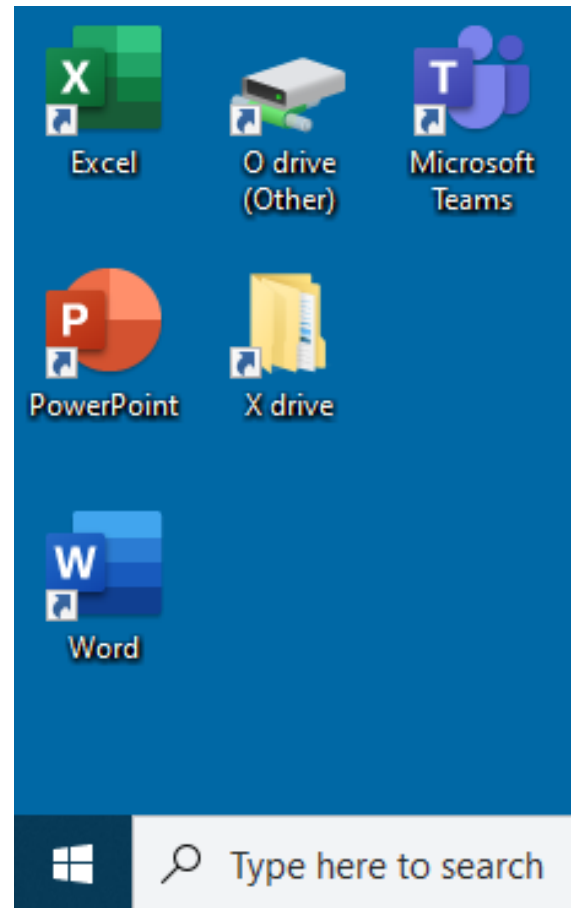 X
T
Excel
O drive
(Other)
Microsoft
Teams
P
PowerPoint
X drive
W
Word
Type here to search